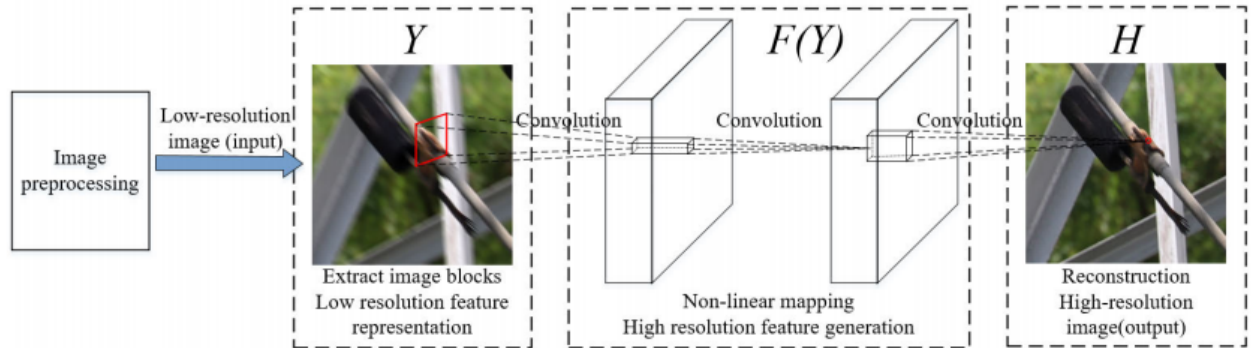 Image
preprocessing
Low-resolution
image (input)
Y
Extract image blocks
Low resolution feature
representation
Convolution
F(Y)
Convolution
Non-linear mapping
High resolution feature generation
Convolution
H
Reconstruction
High-resolution
image(output)